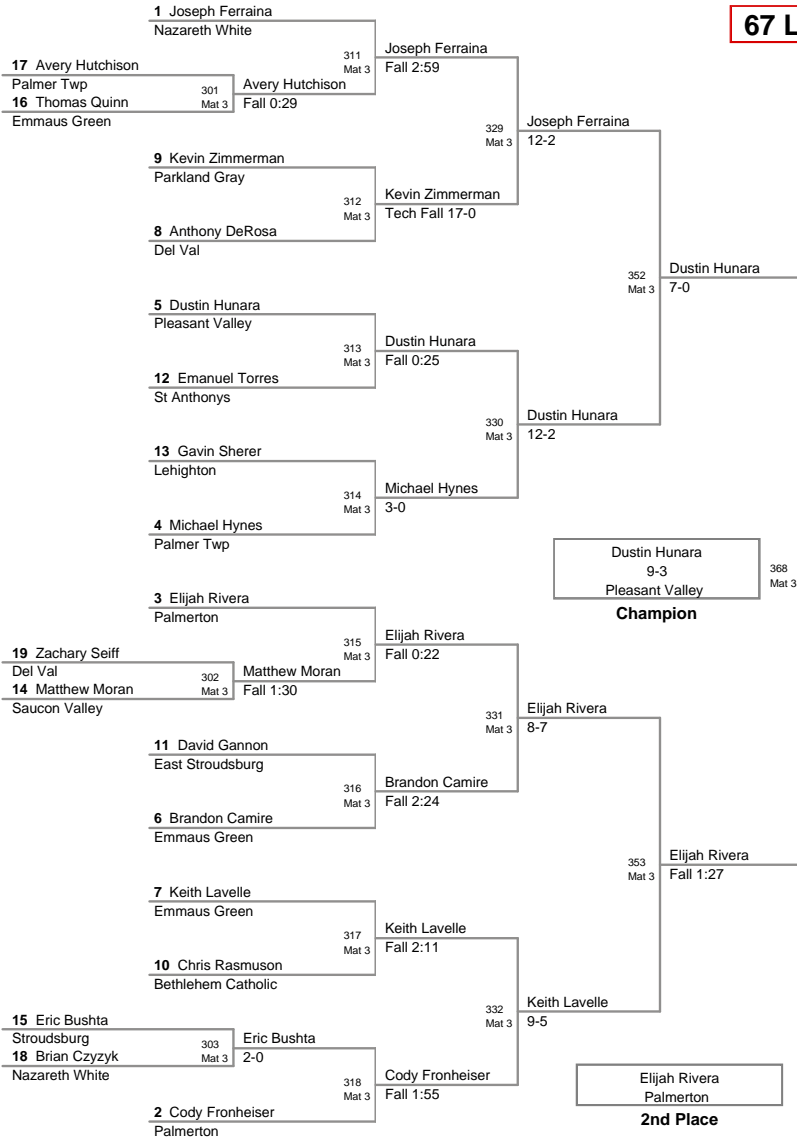 1 Joseph Ferraina
Nazareth White
67 L
311
Mat 3
Joseph Ferraina
Fall 2:59
17 Avery Hutchison
Palmer Twp
301
Mat 3
Avery Hutchison
Fall 0:29
16 Thomas Quinn
Emmaus Green
329
Mat 3
Joseph Ferraina
12-2
9 Kevin Zimmerman
Parkland Gray
312
Mat 3
Kevin Zimmerman
Tech Fall 17-0
8 Anthony DeRosa
Del Val
352
Mat 3
Dustin Hunara
7-0
5 Dustin Hunara
Pleasant Valley
313
Mat 3
Dustin Hunara
Fall 0:25
12 Emanuel Torres
St Anthonys
330
Mat 3
Dustin Hunara
12-2
13 Gavin Sherer
Lehighton
314
Mat 3
Michael Hynes
3-0
4 Michael Hynes
Palmer Twp
Dustin Hunara
9-3
Pleasant Valley
368
Mat 3
Champion
3 Elijah Rivera
Palmerton
315
Mat 3
Elijah Rivera
Fall 0:22
19 Zachary Seiff
Del Val
302
Mat 3
Matthew Moran
Fall 1:30
14 Matthew Moran
Saucon Valley
331
Mat 3
Elijah Rivera
8-7
11 David Gannon
East Stroudsburg
316
Mat 3
Brandon Camire
Fall 2:24
6 Brandon Camire
Emmaus Green
353
Mat 3
Elijah Rivera
Fall 1:27
7 Keith Lavelle
Emmaus Green
317
Mat 3
Keith Lavelle
Fall 2:11
10 Chris Rasmuson
Bethlehem Catholic
332
Mat 3
Keith Lavelle
9-5
15 Eric Bushta
Stroudsburg
303
Mat 3
Eric Bushta
2-0
18 Brian Czyzyk
Nazareth White
318
Mat 3
Cody Fronheiser
Fall 1:55
2 Cody Fronheiser
Palmerton
Elijah Rivera
Palmerton
2nd Place